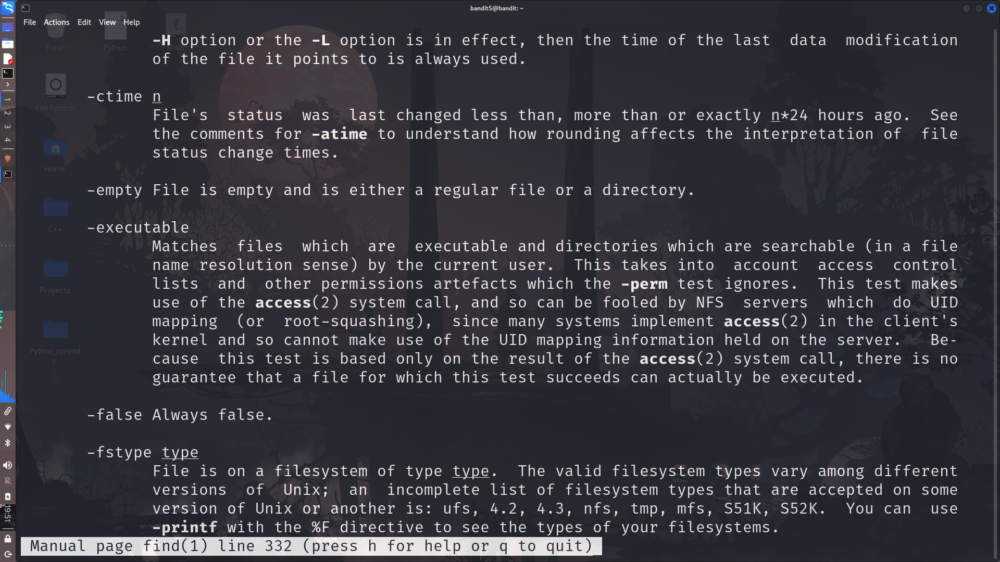 bandit5@bandit: ~
File Actions Edit View Help
-H option or the -L option is in effect, then the time of the last data modification
of the file it points to is always used.
-ctime n
File's status was last changed less than, more than or exactly n*24 hours ago. See
the comments for -atime to understand how rounding affects the interpretation of file
status change times.
-empty File is empty and is either a regular file or a directory.
-executable
Matches files which are executable and directories which are searchable (in a file
name resolution sense) by the current user. This takes into account access control
lists and other permissions artefacts which the -perm test ignores. This test makes
use of the access(2) system call, and so can be fooled by NFS servers which do UID
mapping (or root-squashing), since many systems implement access(2) in the client's
kernel and so cannot make use of the UID mapping information held on the server. Be-
cause this test is based only on the result of the access(2) system call, there is no
guarantee that a file for which this test succeeds can actually be executed.
-false Always false.
-fstype type
File is on a filesystem of type type. The valid filesystem types vary among different
versions of Unix; an incomplete list of filesystem types that are accepted on some
version of Unix or another is: ufs, 4.2, 4.3, nfs, tmp, mfs, S51K, S52K. You can use
-printf with the %F directive to see the types of your filesystems.
Manual page find(1) line 332 (press h for help or q to quit)
Trash
Python
Kinlo
File System
Home
C++
Proyecto
Python_aprend
e
1
2
3
4
19:51